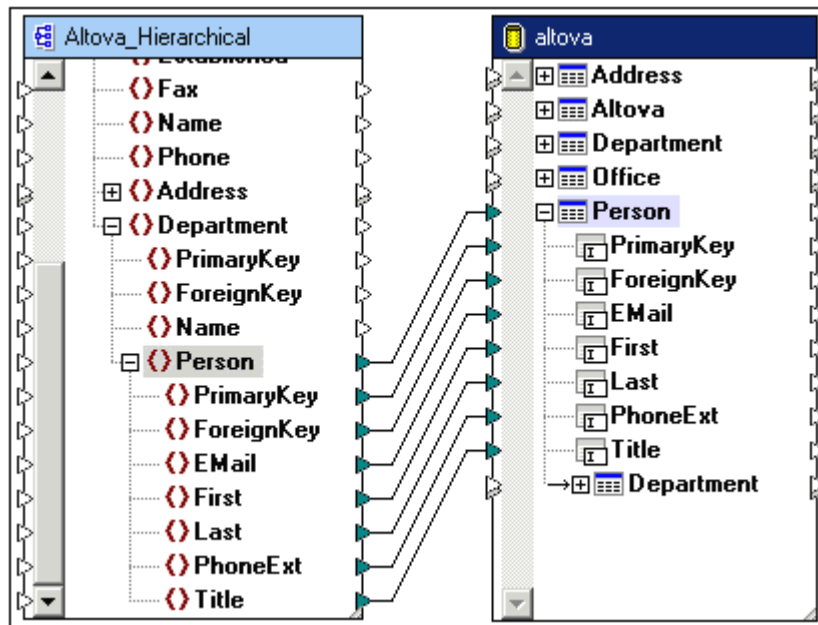 Altova_Hierarchical
Established
Fax
Name
Phone
Address
Department
PrimaryKey
ForeignKey
Name
Person
PrimaryKey
ForeignKey
EMail
First
Last
PhoneExt
Title
altova
Address
Altova
Department
Office
Person
PrimaryKey
ForeignKey
EMail
First
Last
PhoneExt
Title
Department